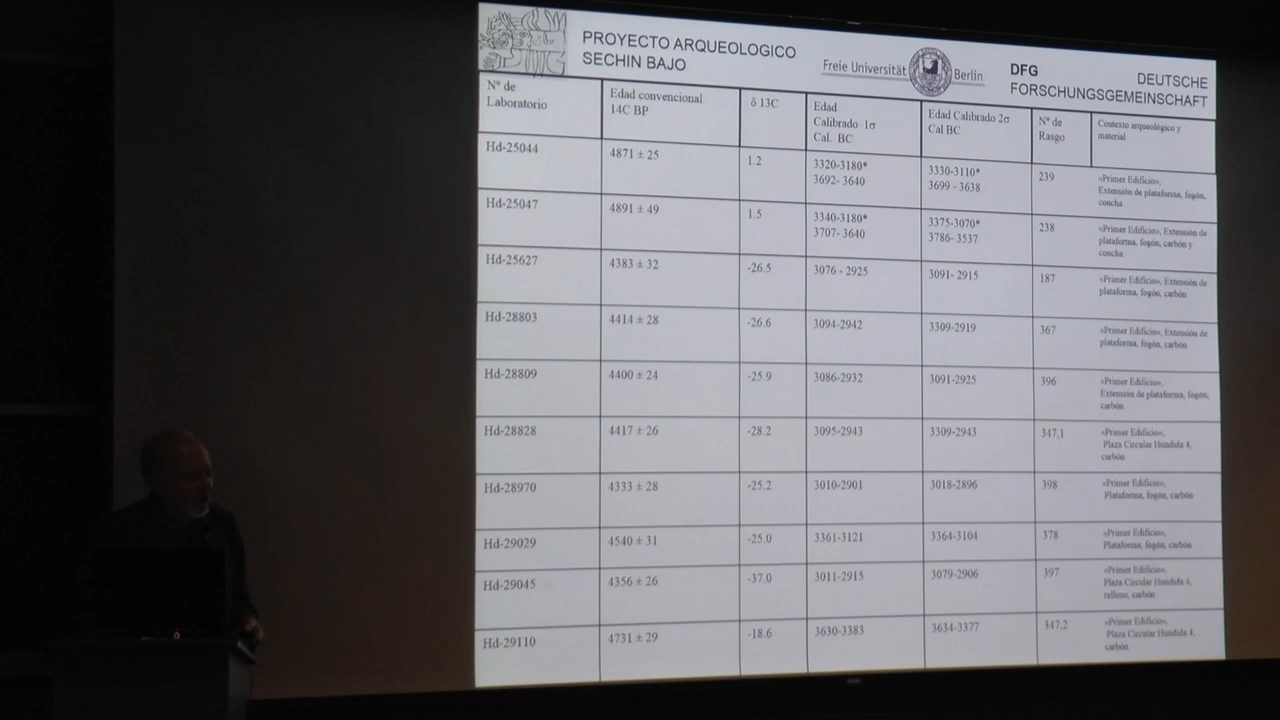 PROYECTO ARQUEOLOGICO
SECHIN BAJO
Freie Universität Berlin
DFG DEUTSCHE
FORSCHUNGSGEMEINSCHAFT
Nº de
Laboratorio
Edad convencional
14C BP
δ 13C
Edad
Calibrado 1σ
Cal. BC
Edad Calibrado 2σ
Cal BC
Nº de
Rasgo
Contexto arqueológico y
material
Hd-25044
4871 ± 25
1.2
3320-3180*
3692- 3640
3330-3110*
3699 - 3638
239
«Primer Edificio»,
Extensión de plataforma, fogón,
concha
Hd-25047
4891 ± 49
1.5
3340-3180*
3707- 3640
3375-3070*
3786- 3537
238
«Primer Edificio», Extensión de
plataforma, fogón, carbón y
concha
Hd-25627
4383 ± 32
-26.5
3076 - 2925
3091- 2915
187
«Primer Edificio», Extensión de
plataforma, fogón, carbón
Hd-28803
4414 ± 28
-26.6
3094-2942
3309-2919
367
«Primer Edificio», Extensión de
plataforma, fogón, carbón
Hd-28809
4400 ± 24
-25.9
3086-2932
3091-2925
396
«Primer Edificio»,
Extensión de plataforma, fogón,
carbón
Hd-28828
4417 ± 26
-28.2
3095-2943
3309-2943
347,1
«Primer Edificio»,
Plaza Circular Hundida 4,
carbón
Hd-28970
4333 ± 28
-25.2
3010-2901
3018-2896
398
«Primer Edificio»,
Plataforma, fogón, carbón
Hd-29029
4540 ± 31
-25.0
3361-3121
3364-3104
378
«Primer Edificio»,
Plataforma, fogón, carbón
Hd-29045
4356 ± 26
-37.0
3011-2915
3079-2906
397
«Primer Edificio»,
Plaza Circular Hundida 4,
relleno, carbón
Hd-29110
4731 ± 29
-18.6
3630-3383
3634-3377
347,2
«Primer Edificio»,
Plaza Circular Hundida 4,
carbón